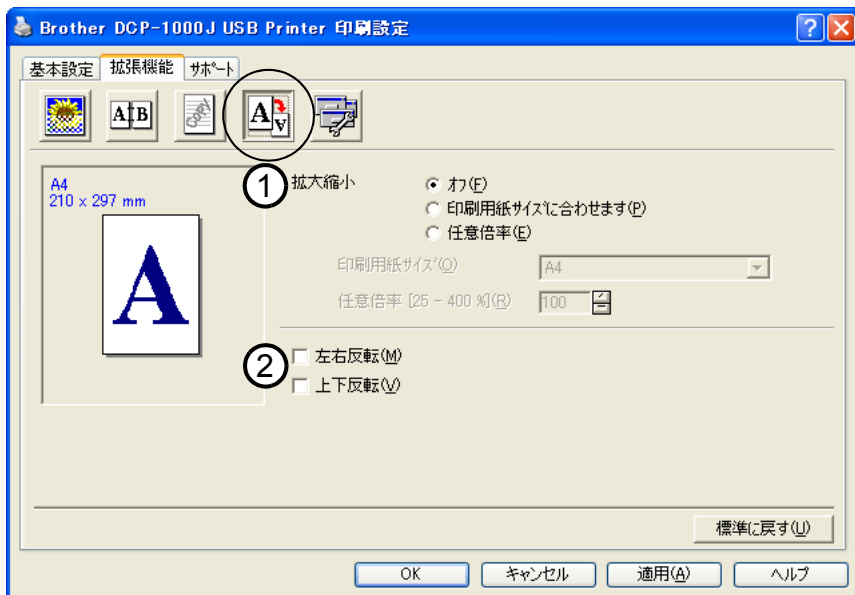 Brother DCP-1000J USB Printer 印刷設定
基本設定 拡張機能 サポート
A B Copy A A
A4
210 x 297 mm
A
① 拡大縮小 オフ(F)
印刷用紙サイズに合わせます(P)
任意倍率(E)
印刷用紙サイズ(O) A4
任意倍率 [25 - 400 %](R) 100
② 左右反転(M)
上下反転(V)
標準に戻す(U)
OK キャンセル 適用(A) ヘルプ